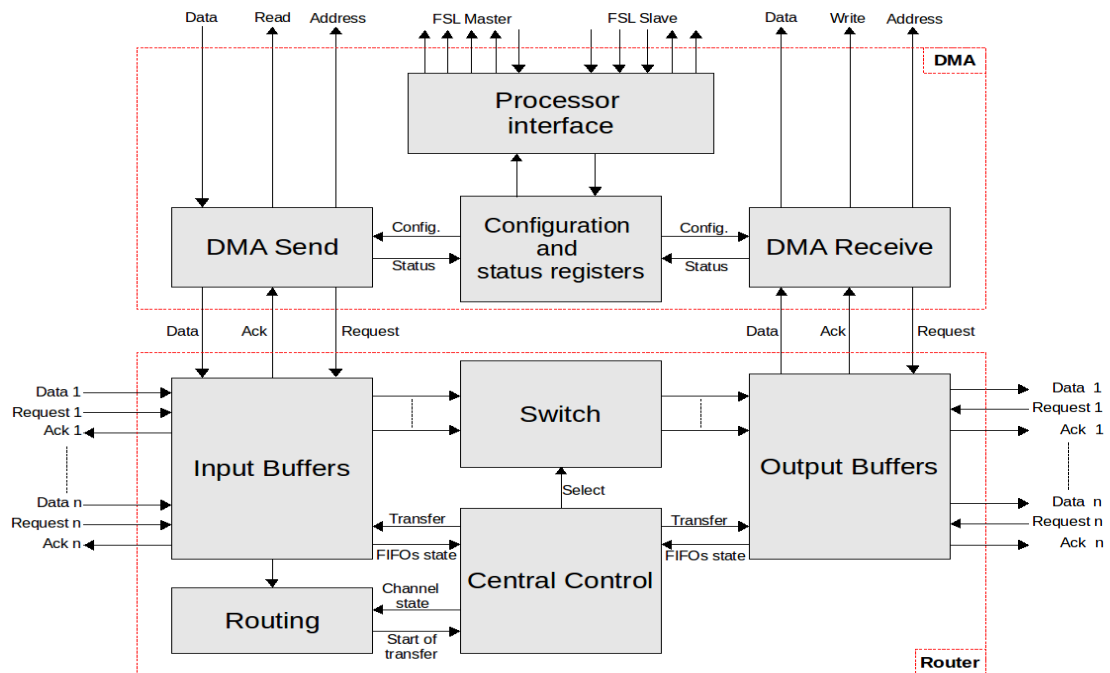 Data
Read
Address
FSL Master
FSL Slave
Data
Write
Address
DMA
Processor
interface
DMA Send
Config.
Status
Configuration
and
status registers
Config.
Status
DMA Receive
Data
Ack
Request
Data
Ack
Request
Data 1
Request 1
Ack 1
Data n
Request n
Ack n
Input Buffers
Switch
Output Buffers
Data 1
Request 1
Ack 1
Data n
Request n
Ack n
Select
Transfer
FIFOs state
Transfer
FIFOs state
Central Control
Channel
state
Routing
Start of
transfer
Router